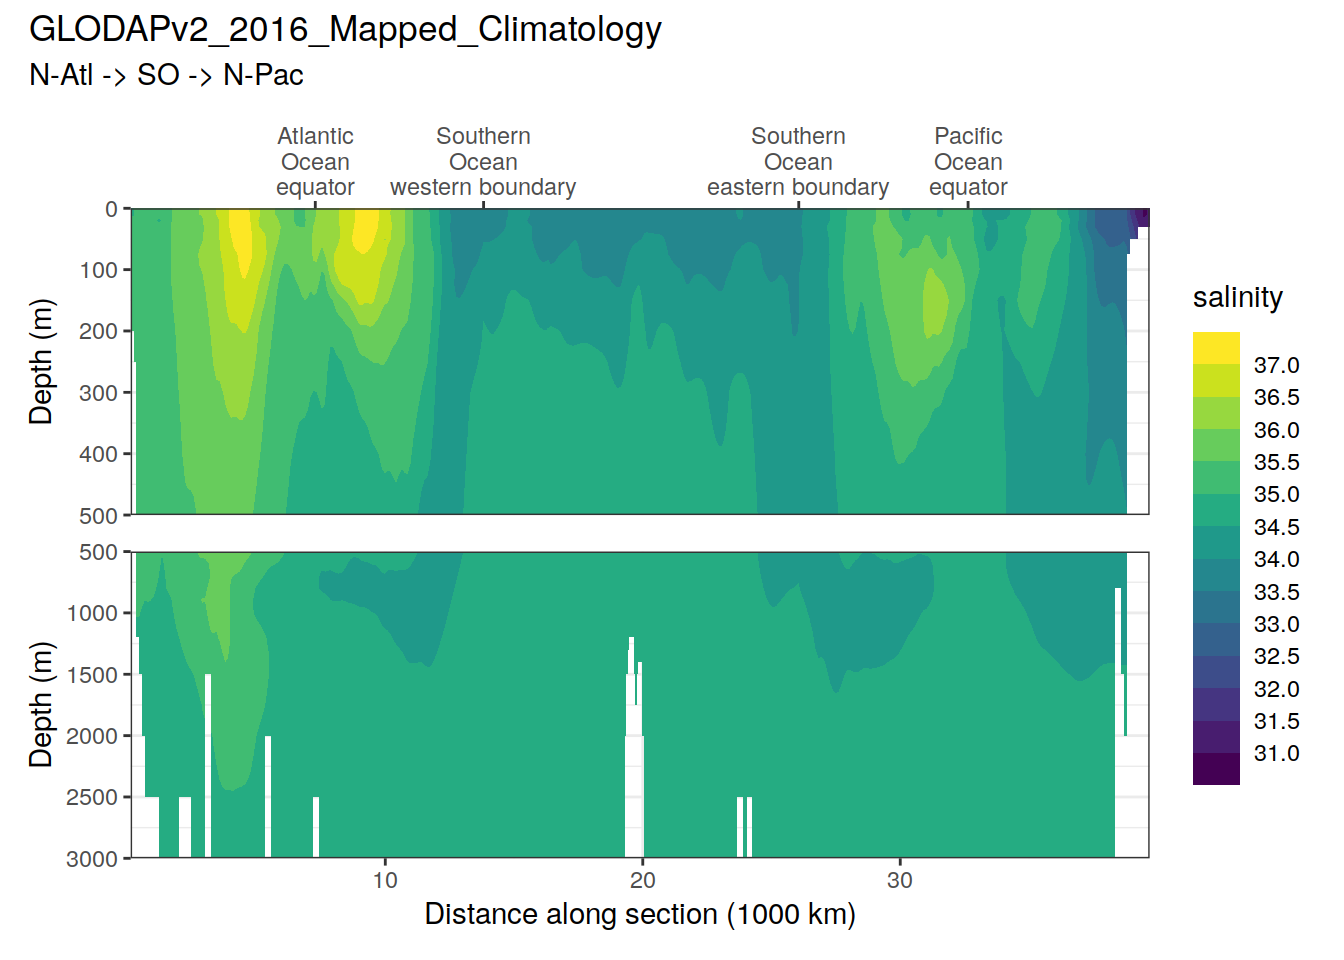 GLODAPv2_2016_Mapped_Climatology
N-Atl -> SO -> N-Pac
Atlantic
Ocean
equator
Southern
Ocean
western boundary
Southern
Ocean
eastern boundary
Pacific
Ocean
equator
0
100
200
300
400
500
Depth (m)
500
1000
1500
2000
2500
3000
Depth (m)
10
20
30
Distance along section (1000 km)
salinity
37.0
36.5
36.0
35.5
35.0
34.5
34.0
33.5
33.0
32.5
32.0
31.5
31.0